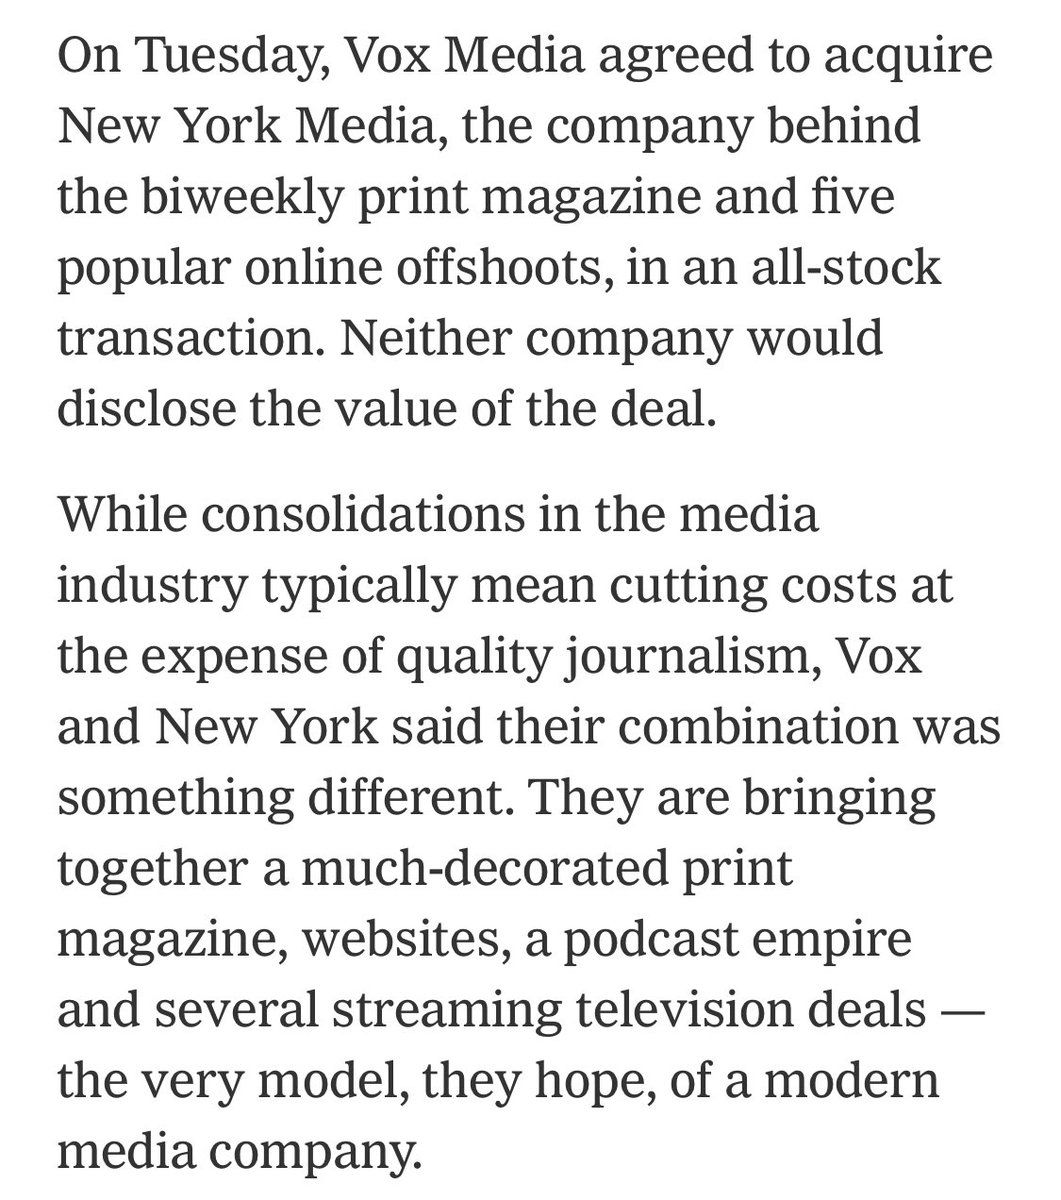 On Tuesday, Vox Media agreed to acquire
New York Media, the company behind
the biweekly print magazine and five
popular online offshoots, in an all-stock
transaction. Neither company would
disclose the value of the deal.
While consolidations in the media
industry typically mean cutting costs at
the expense of quality journalism, Vox
and New York said their combination was
something different. They are bringing
together a much-decorated print
magazine, websites, a podcast empire
and several streaming television deals —
the very model, they hope, of a modern
media company.